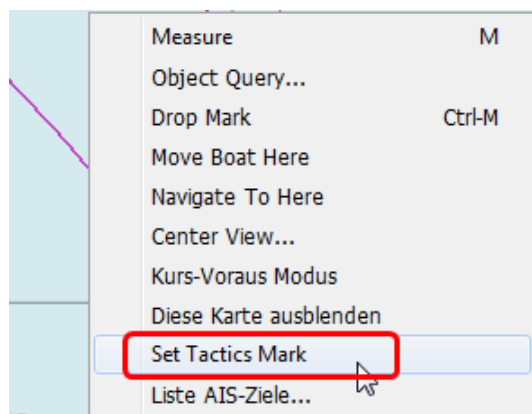 Measure M
Object Query...
Drop Mark Ctrl-M
Move Boat Here
Navigate To Here
Center View...
Kurs-Voraus Modus
Diese Karte ausblenden
Set Tactics Mark
Liste AIS-Ziele...